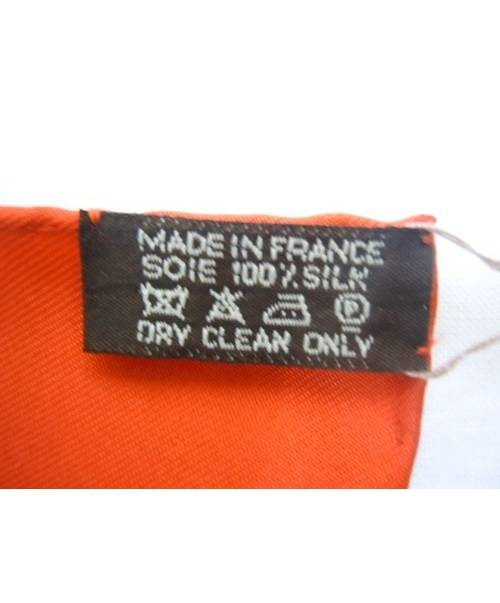 MADE IN FRANCE
SOIE 100% SILK
P
DRY CLEAN ONLY